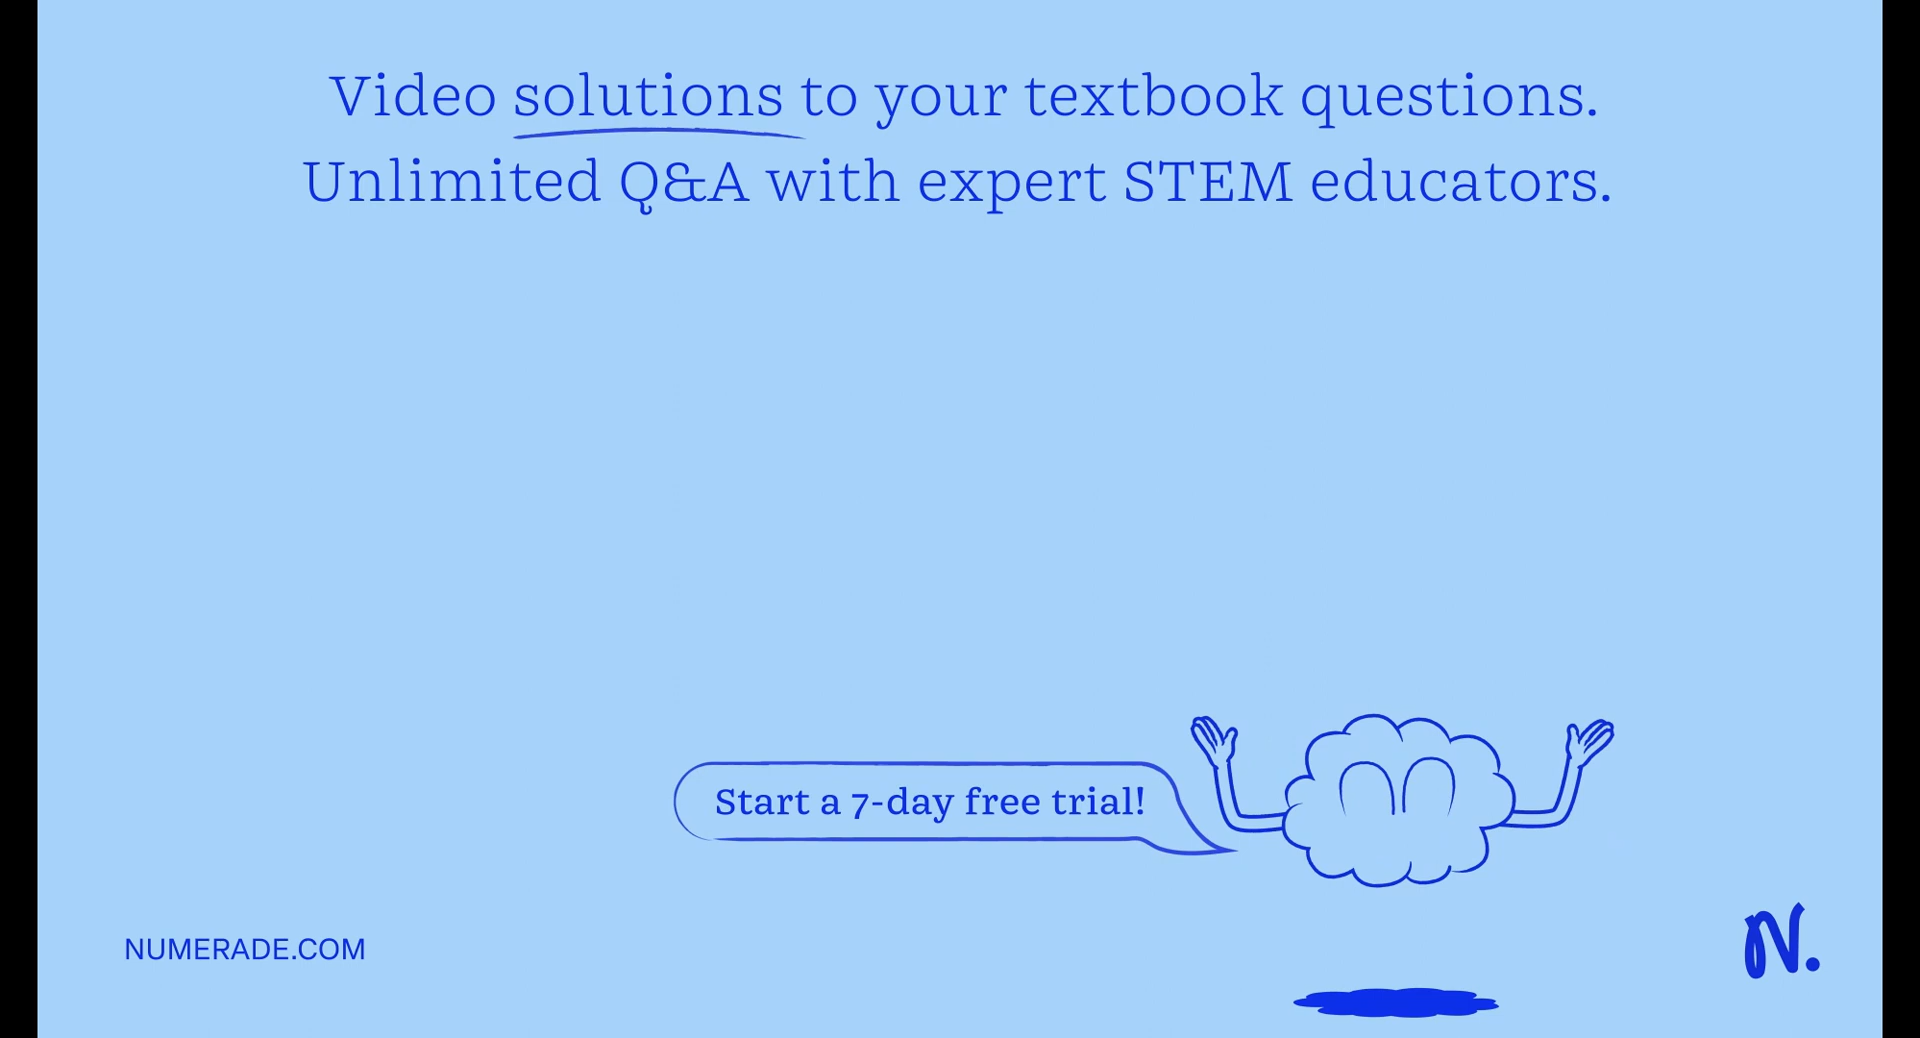 Video solutions to your textbook questions.
Unlimited Q&A with expert STEM educators.
Start a 7-day free trial!
NUMERADE.COM
N.